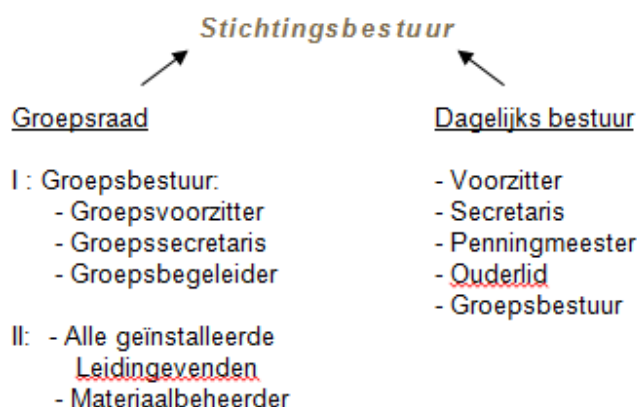 Stichtingsbestuur
Groepsraad
I : Groepsbestuur:
- Groepsvoorzitter
- Groepssecretaris
- Groepsbegeleider
II: - Alle geïnstalleerde
Leidingevenden
- Materiaalbeheerder
Dagelijks bestuur
- Voorzitter
- Secretaris
- Penningmeester
- Ouderlid
- Groepsbestuur